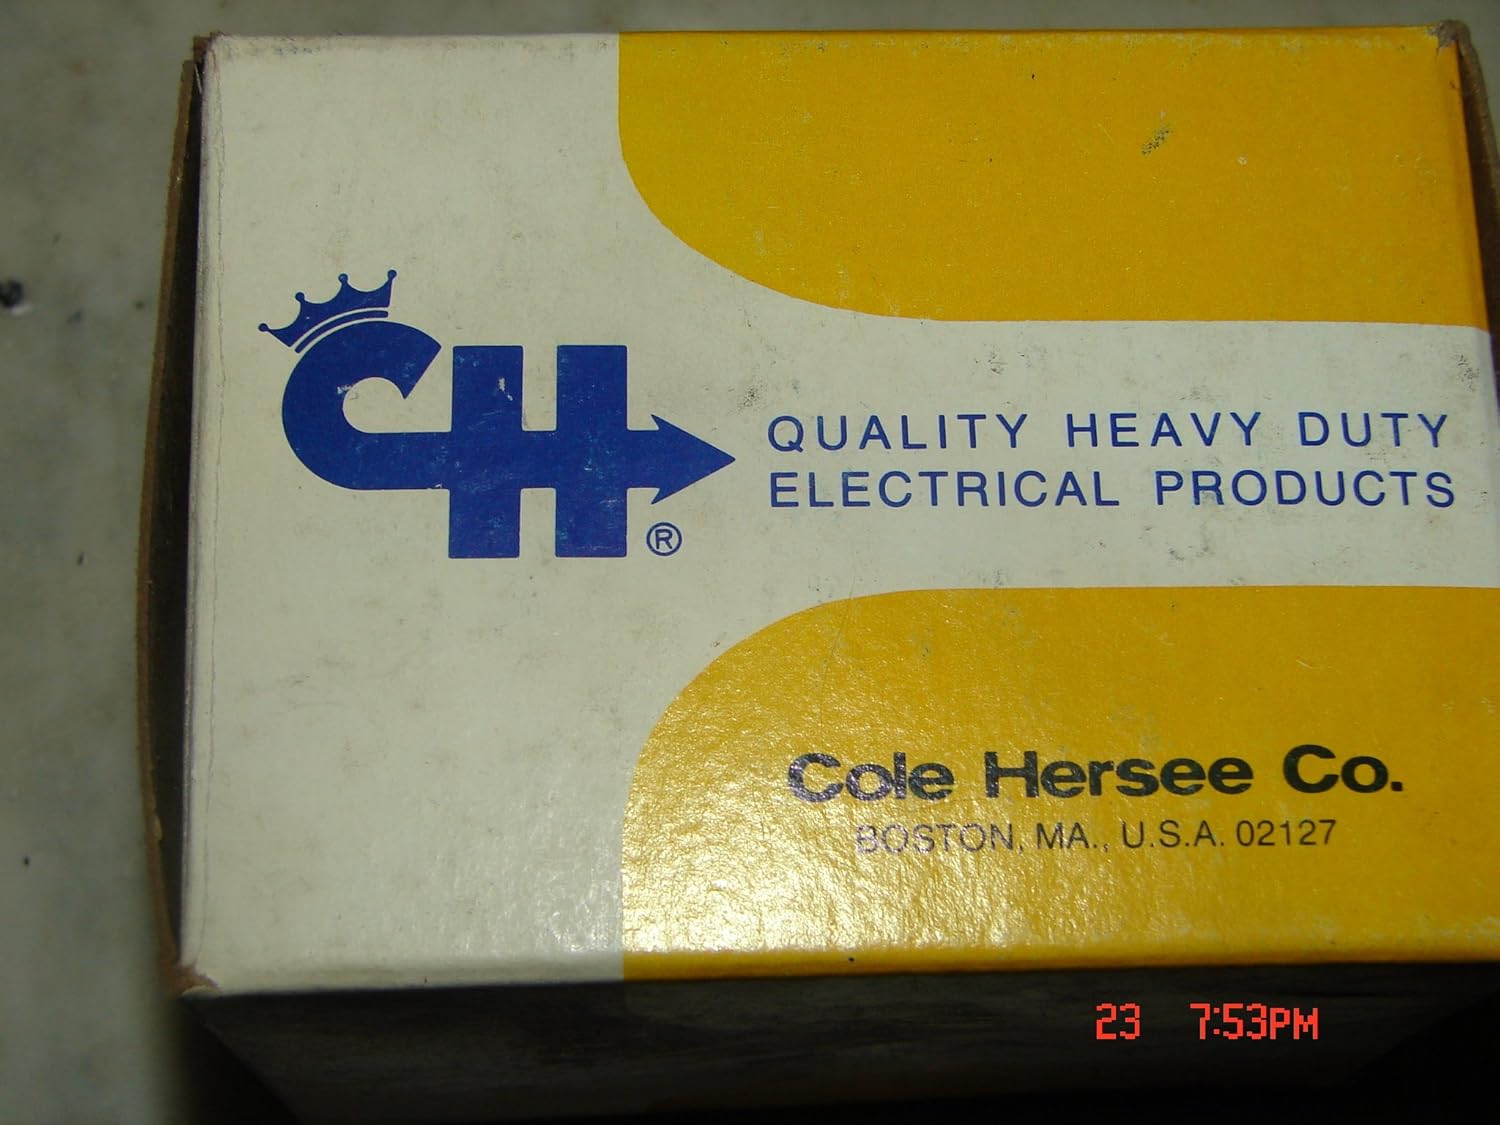 CH®
QUALITY HEAVY DUTY
ELECTRICAL PRODUCTS
Cole Hersee Co.
BOSTON, MA., U.S.A. 02127
23 7:53PM